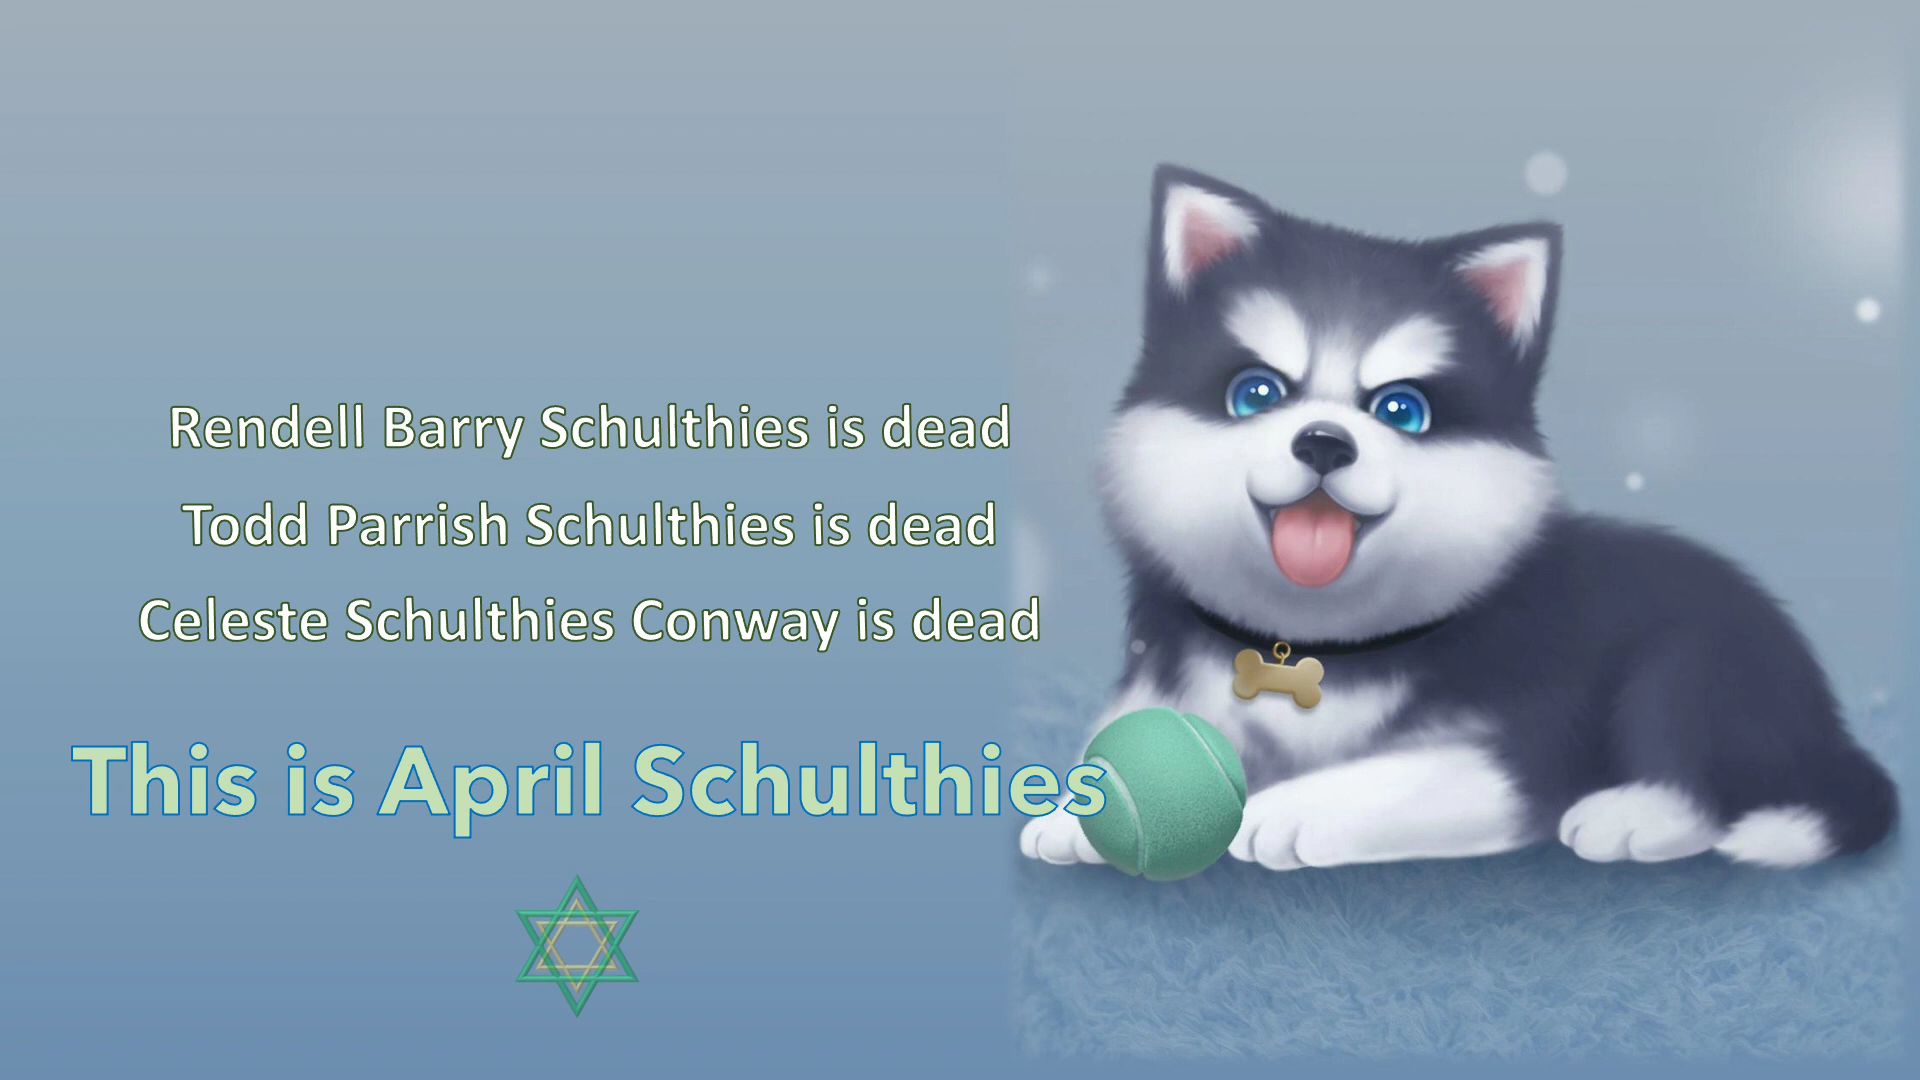 Rendell Barry Schulthies is dead
Todd Parrish Schulthies is dead
Celeste Schulthies Conway is dead
This is April Schulthies